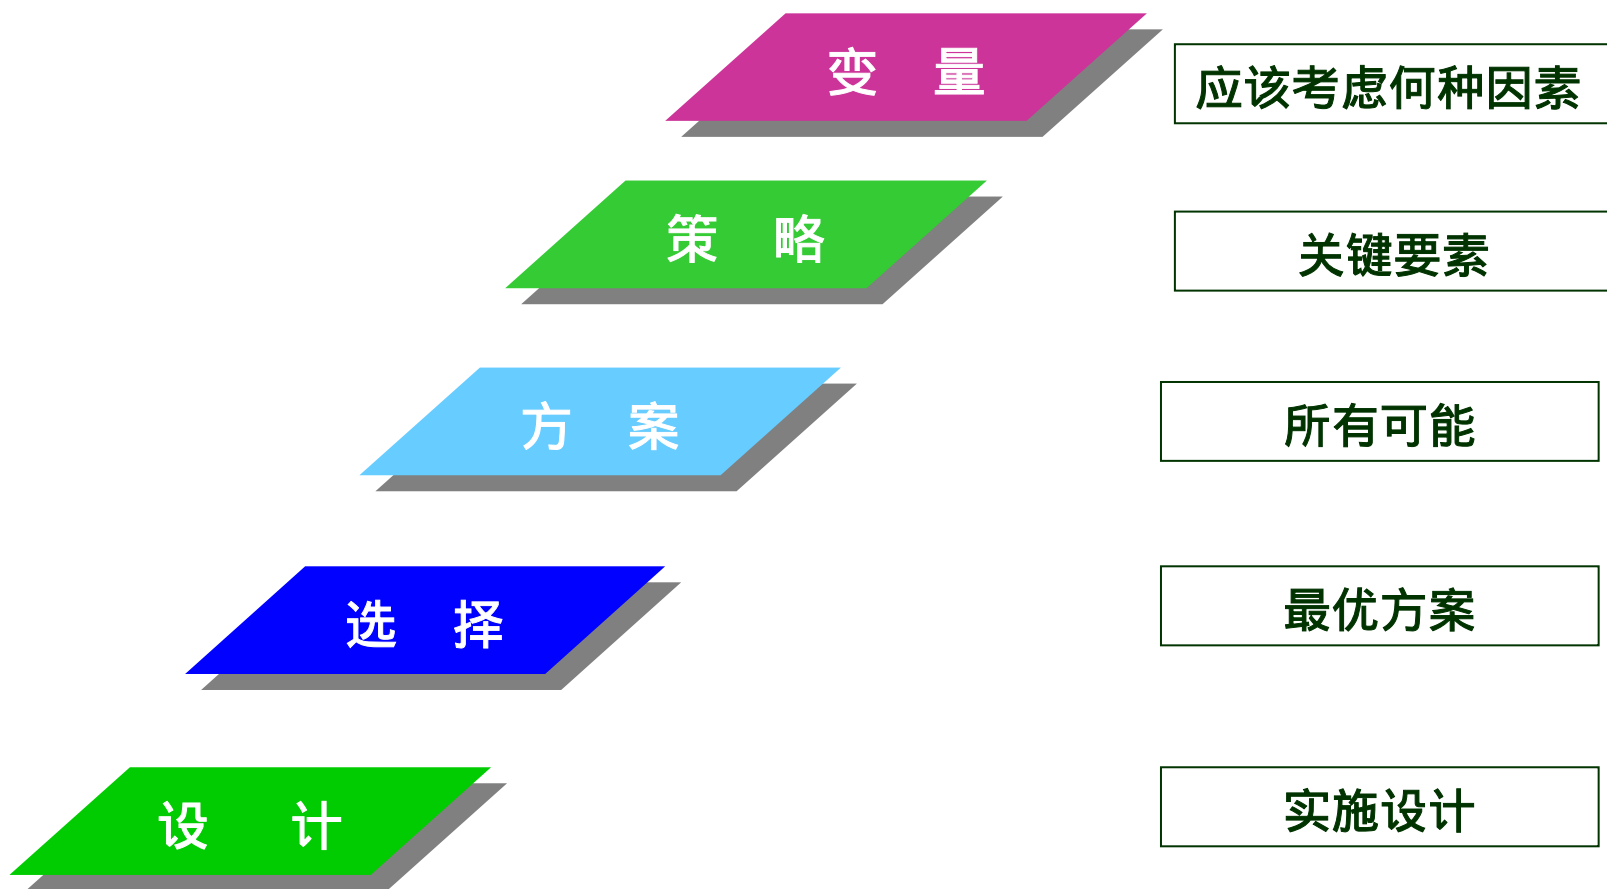 变 量
应该考虑何种因素
策 略
关键要素
方 案
所有可能
选 择
最优方案
设 计
实施设计